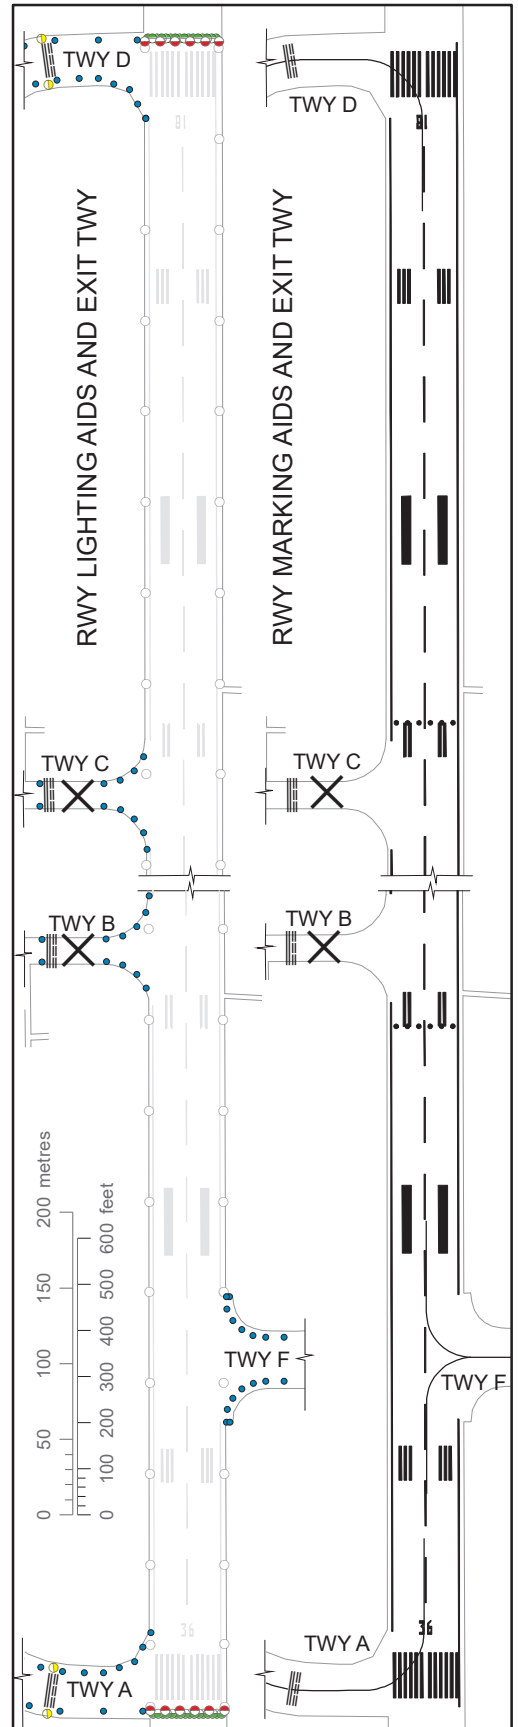 TWY D
TWY D
18
18
RWY LIGHTING AIDS AND EXIT TWY
RWY MARKING AIDS AND EXIT TWY
TWY C
TWY C
TWY B
TWY B
200 metres
150
100
50
0
600 feet
500
400
300
200
100
0
TWY F
TWY F
36
36
TWY A
TWY A